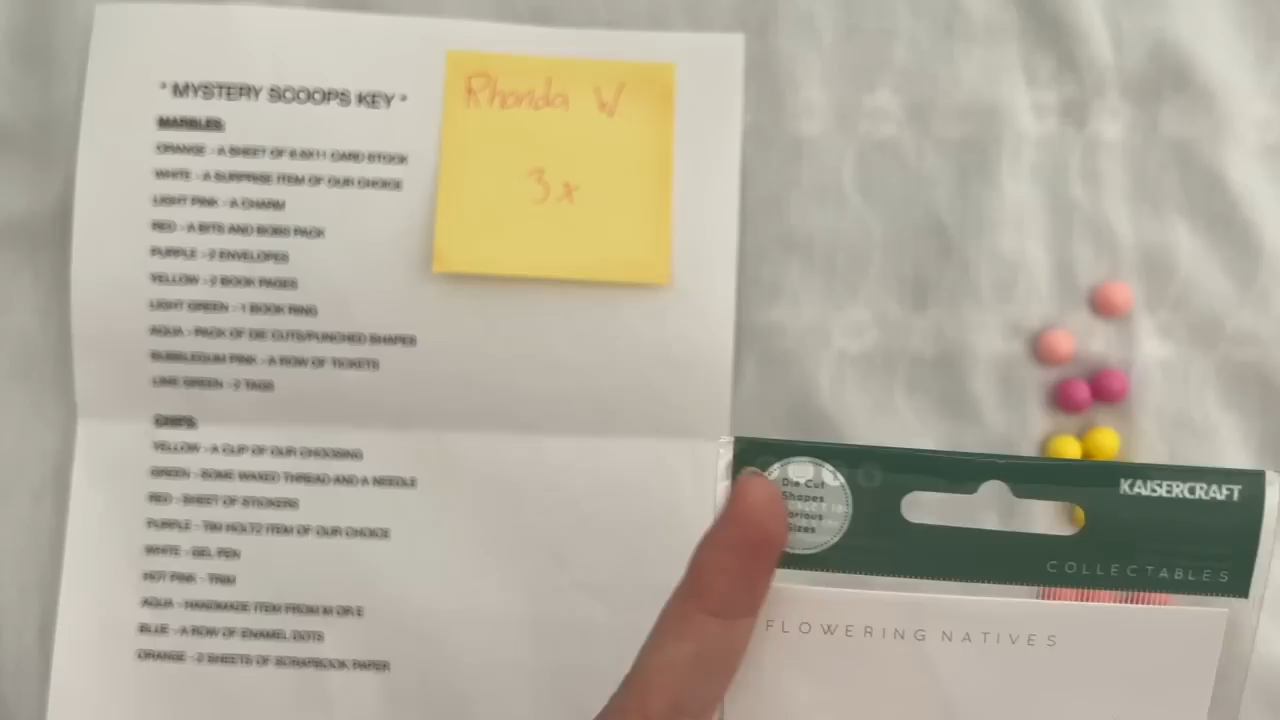 * MYSTERY SCOOPS KEY *
MARBLES
ORANGE - A SHEET OF 8.5X11 CARD STOCK
WHITE - A SURPRISE ITEM OF OUR CHOICE
LIGHT PINK - A CHARM
RED - A BITS AND BOBS PACK
PURPLE - 2 ENVELOPES
YELLOW - 2 BOOK PAGES
LIGHT GREEN - 1 BOOK RING
AQUA - PACK OF DIE CUTS/PUNCHED SHAPES
BUBBLEGUM PINK - A ROW OF TICKETS
LIME GREEN - 2 TAGS
CHIPS
YELLOW - A CLIP OF OUR CHOOSING
GREEN - SOME WAXED THREAD AND A NEEDLE
RED - SHEET OF STICKERS
PURPLE - TIM HOLTZ ITEM OF OUR CHOICE
WHITE - GEL PEN
HOT PINK - TRIM
AQUA - HANDMADE ITEM FROM M OR E
BLUE - A ROW OF ENAMEL DOTS
ORANGE - 2 SHEETS OF SCRAPBOOK PAPER
Rhonda W
3x
Die Cut
Shapes
Sizes
KAISERCRAFT
COLLECTABLES
FLOWERING NATIVES